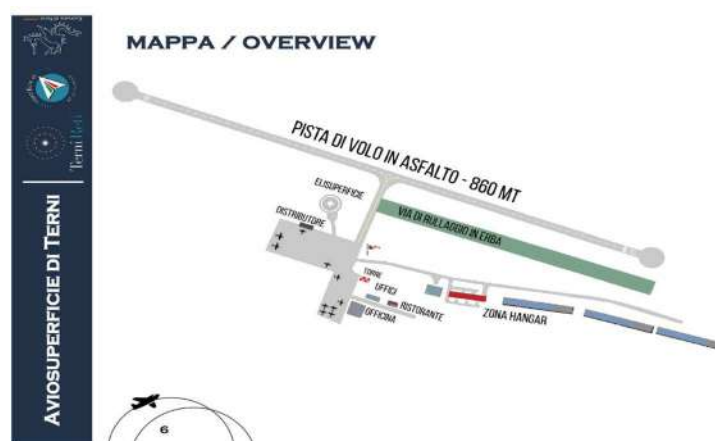 MAPPA / OVERVIEW
PISTA DI VOLO IN ASFALTO - 860 MT
ELISUPERFICIE
DISTRIBUTORE
VIA DI RULLAGGIO IN ERBA
TORRE
UFFICI
RISTORANTE
OFFICINA
ZONA HANGAR
AVIOSUPERFICIE DI TERNI
TerniReti
6